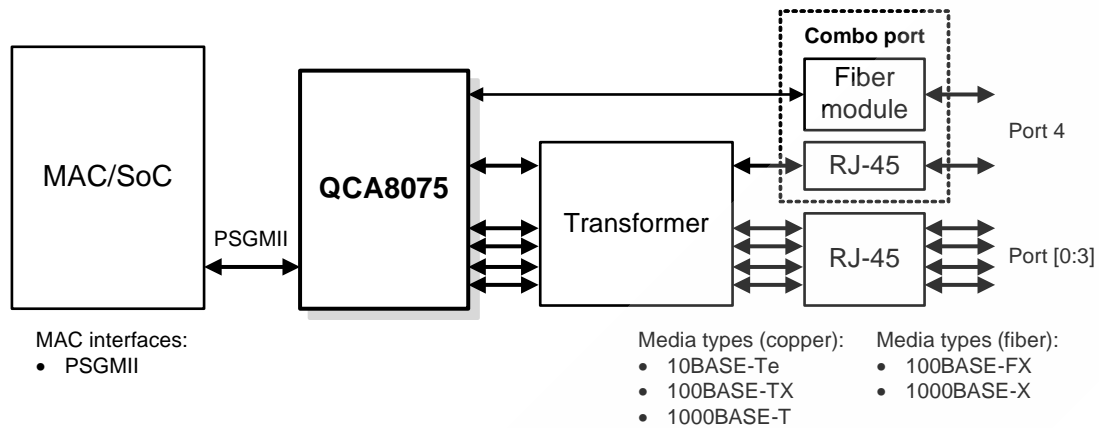 Combo port
Fiber
module
Port 4
MAC/SoC
QCA8075
RJ-45
Transformer
PSGMII
RJ-45
Port [0:3]
MAC interfaces:
• PSGMII
Media types (copper):
• 10BASE-Te
• 100BASE-TX
• 1000BASE-T
Media types (fiber):
• 100BASE-FX
• 1000BASE-X